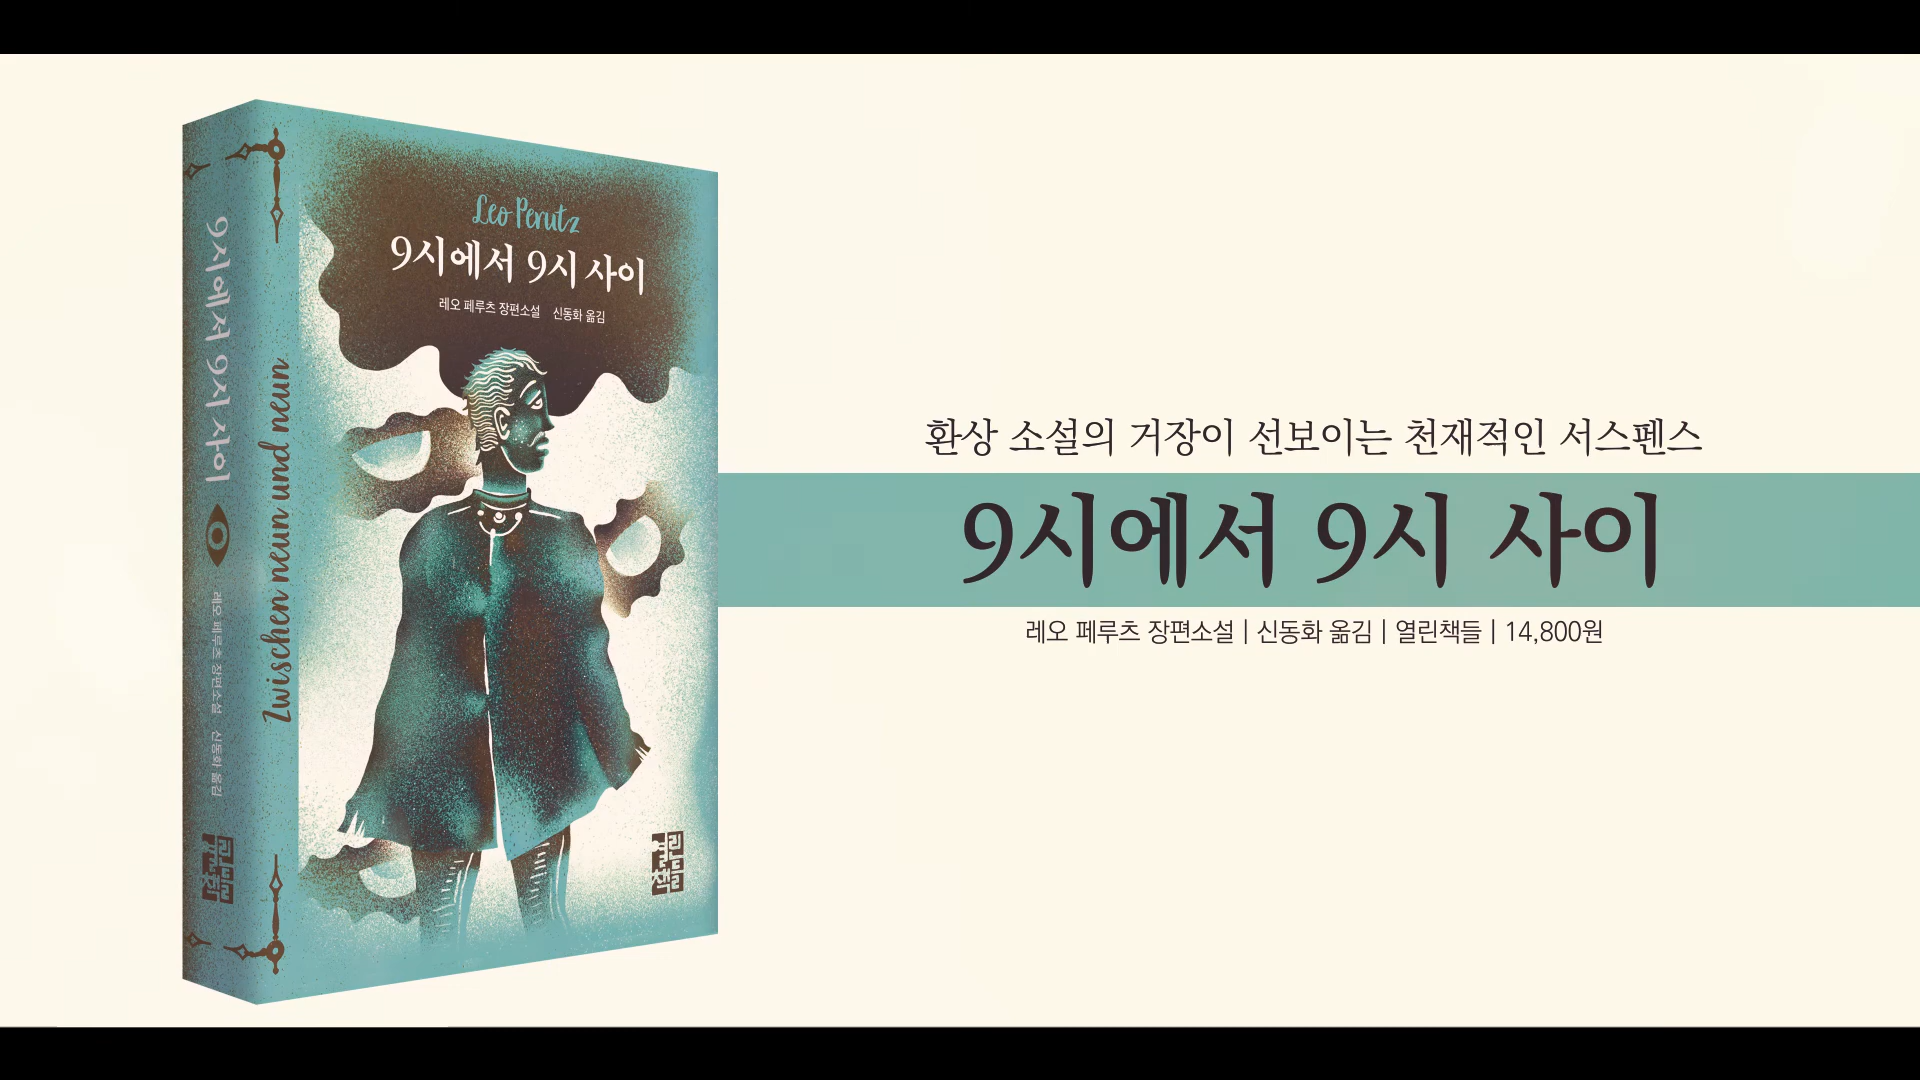 9시에서 9시 사이
레오 페루츠 장편소설 신동화 옮김
열린책들
Zwischen neun und neun
Leo Perutz
9시에서 9시 사이
레오 페루츠 장편소설 신동화 옮김
열린책들
환상 소설의 거장이 선보이는 천재적인 서스펜스
9시에서 9시 사이
레오 페루츠 장편소설 | 신동화 옮김 | 열린책들 | 14,800원